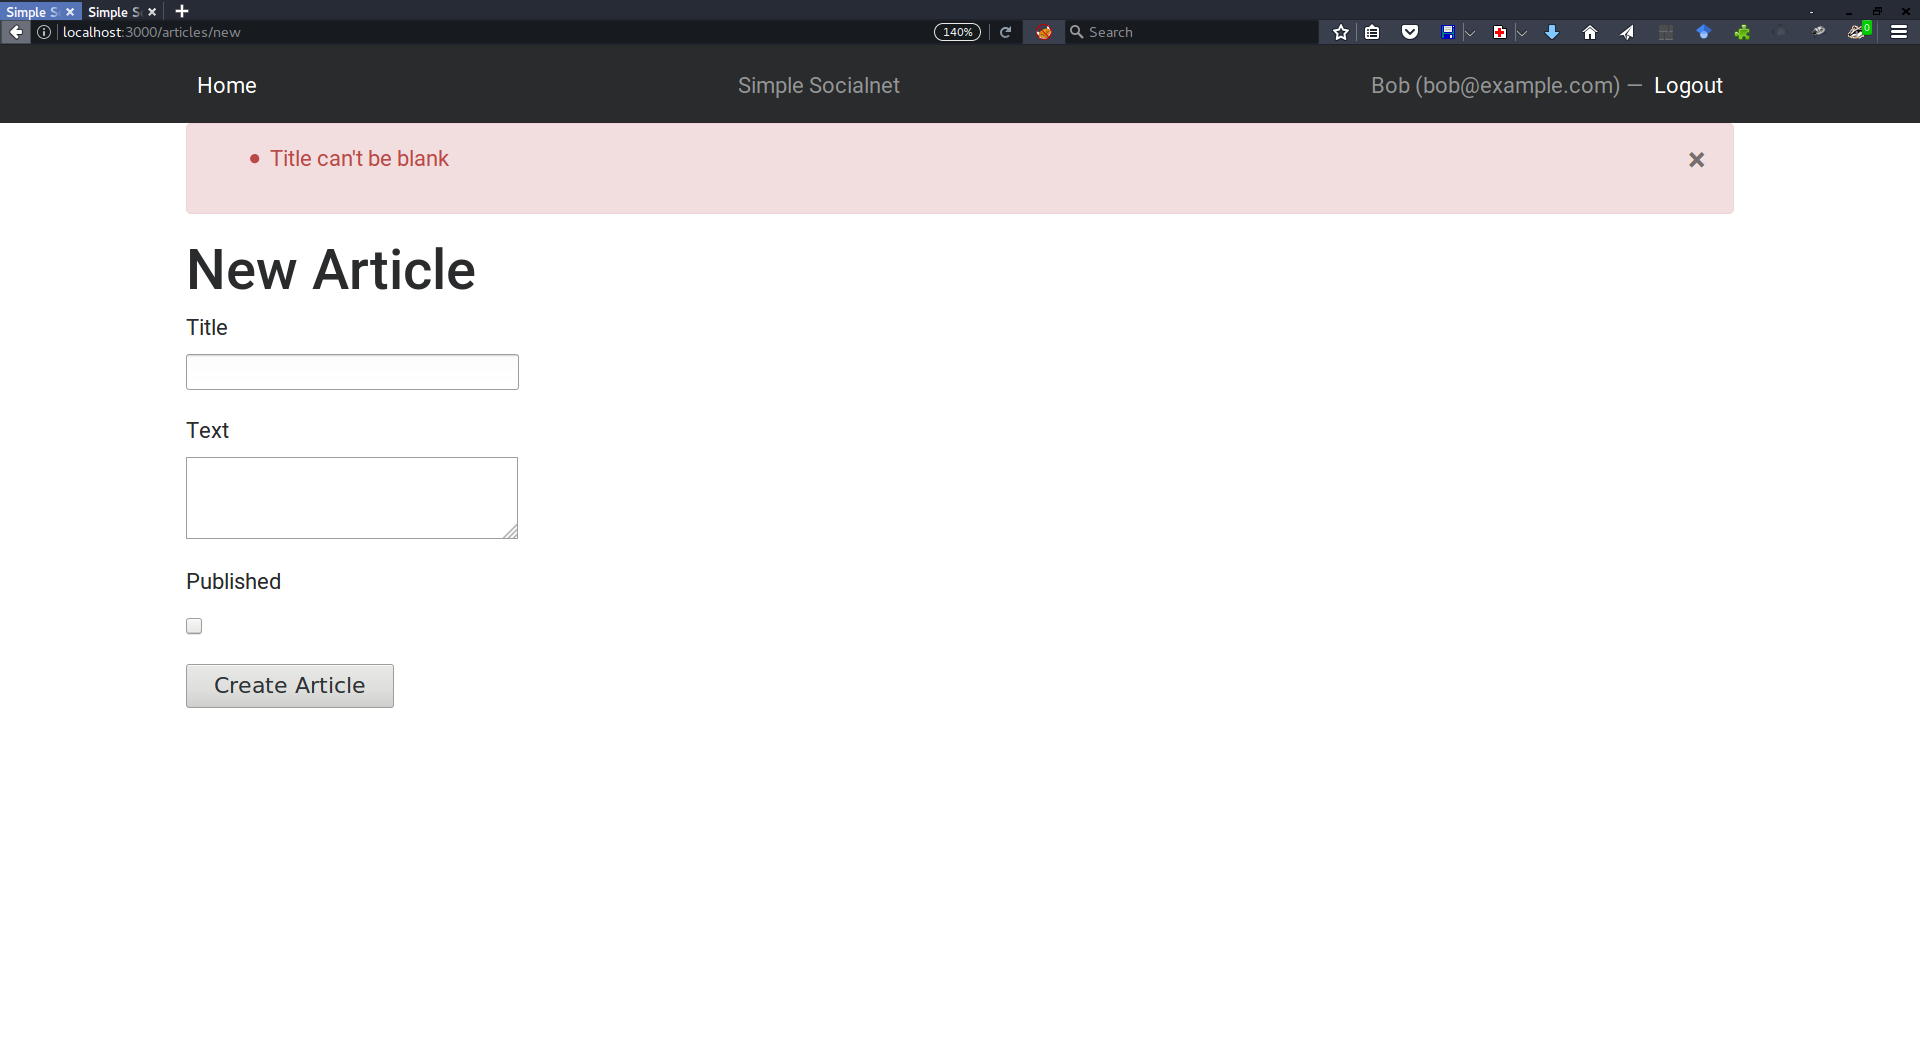 Simple S
Simple S
localhost:3000/articles/new
140%
Search
0
Home
Simple Socialnet
Bob (bob@example.com) — Logout
Title can't be blank
×
New Article
Title
Text
Published
Create Article